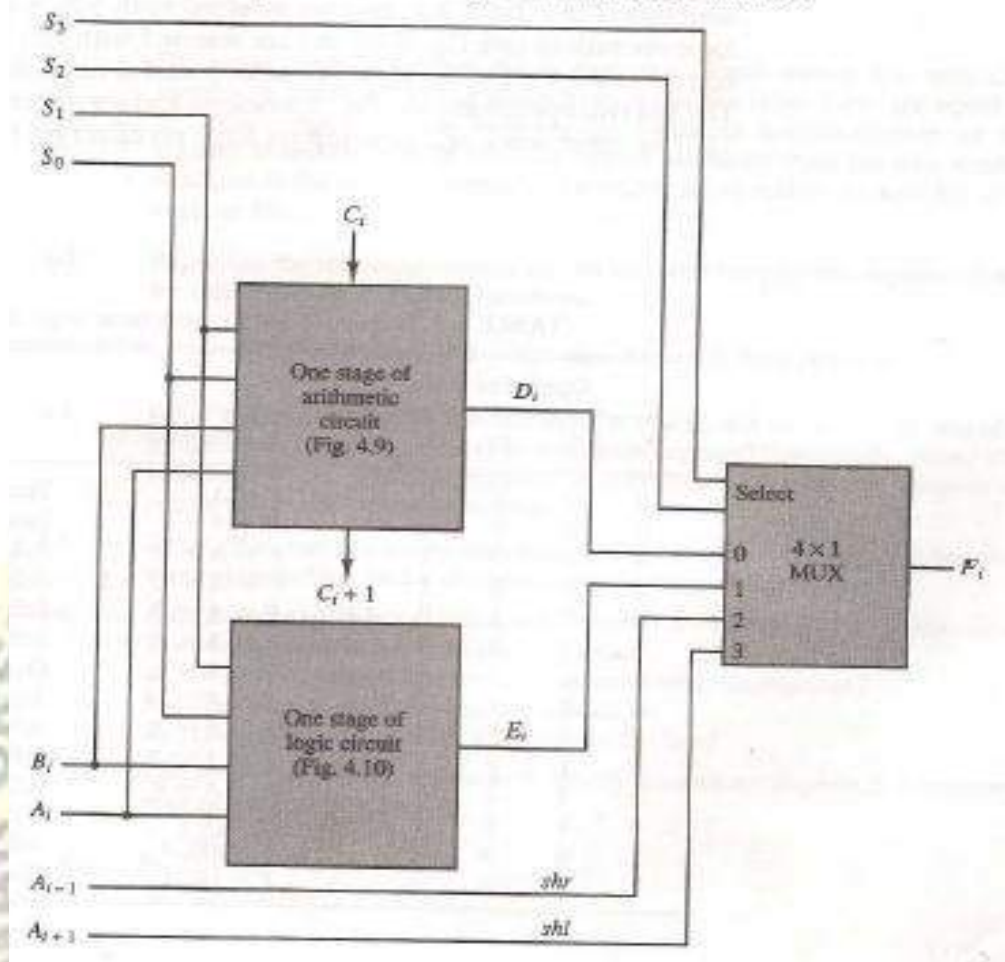 S3
S2
S1
S0
Ci
One stage of
arithmetic
circuit
(Fig. 4.9)
Di
Ci + 1
Select
0
1
2
3
4 × 1
MUX
Fi
One stage of
logic circuit
(Fig. 4.10)
Ei
Bi
Ai
Ai-1
shr
Ai+1
shl